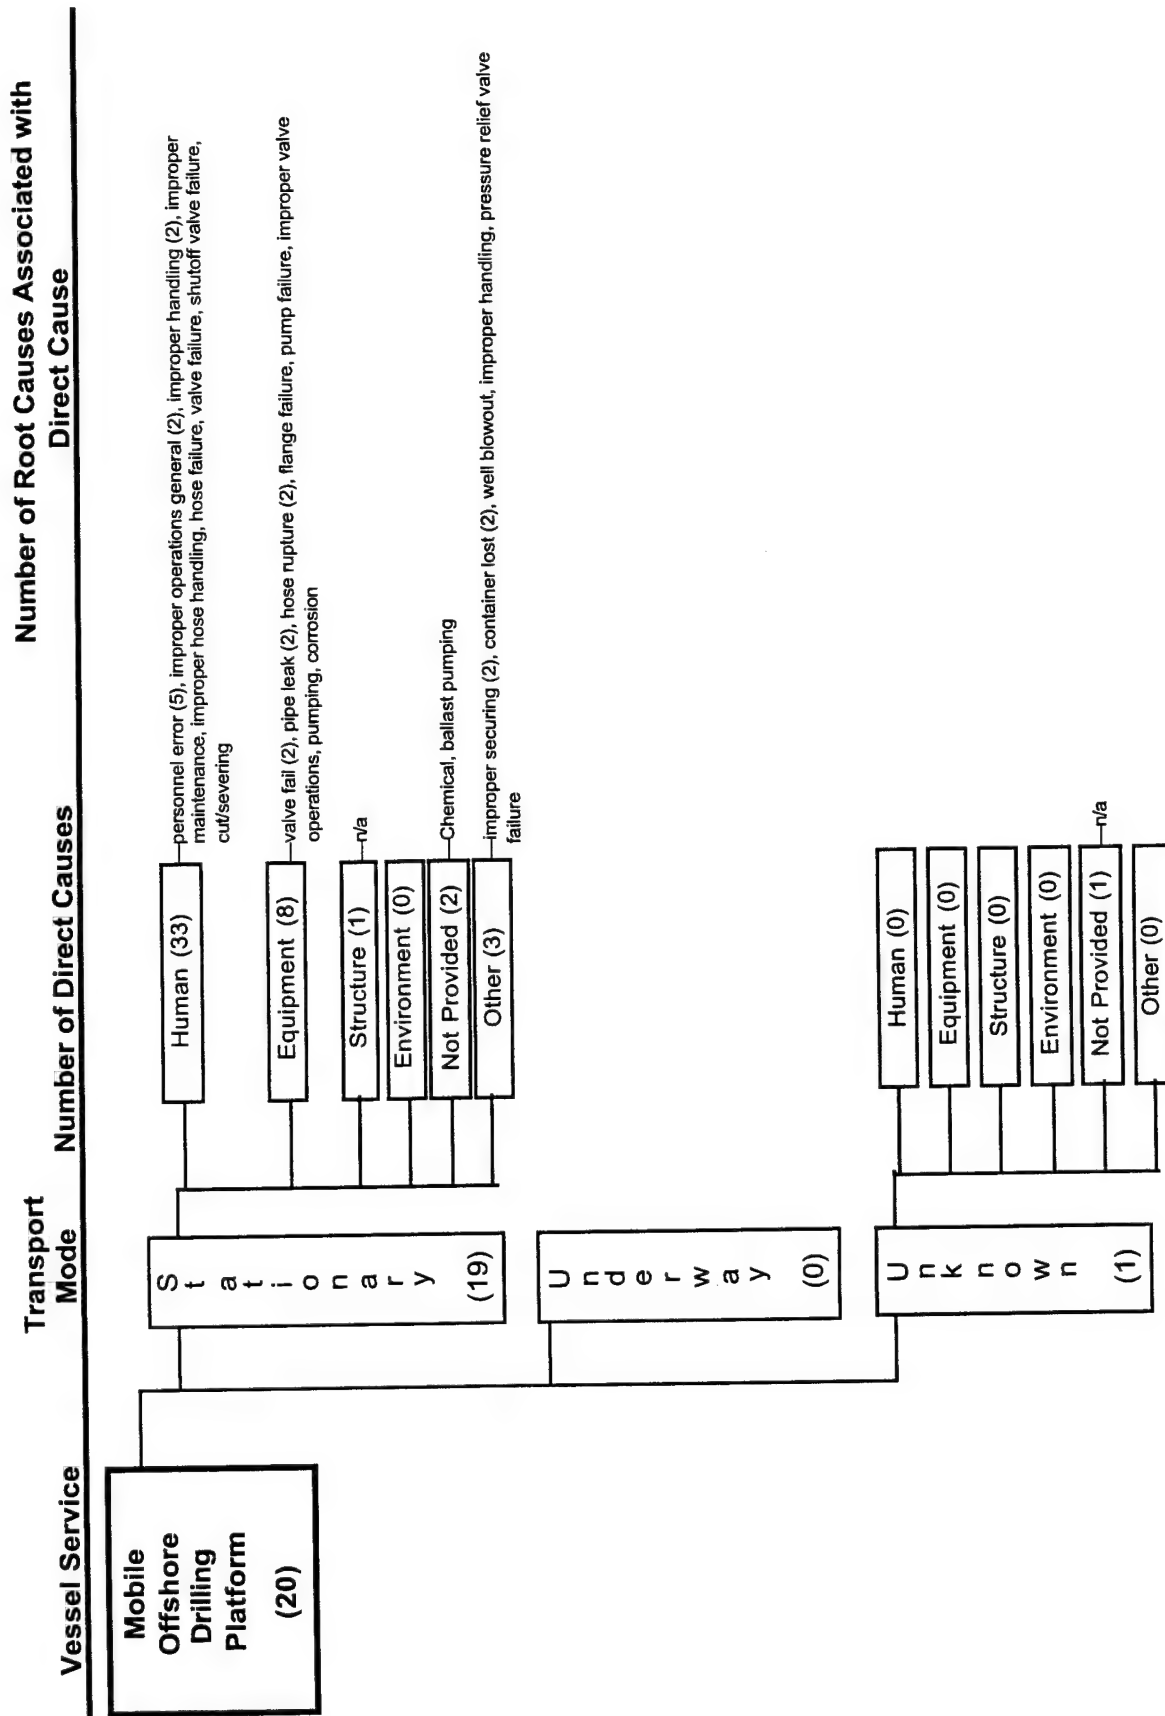 Number of Root Causes Associated with
Direct Cause
Vessel Service
Transport
Mode
Number of Direct Causes
Mobile
Offshore
Drilling
Platform
(20)
Stationary
(19)
Human (33)
personnel error (5), improper operations general (2), improper handling (2), improper
maintenance, improper hose handling, hose failure, valve failure, shutoff valve failure,
cut/severing
Equipment (8)
valve fail (2), pipe leak (2), hose rupture (2), flange failure, pump failure, improper valve
operations, pumping, corrosion
Structure (1)
n/a
Environment (0)
Not Provided (2)
Chemical, ballast pumping
Other (3)
improper securing (2), container lost (2), well blowout, improper handling, pressure relief valve
failure
Underway
(0)
Unknown
(1)
Human (0)
Equipment (0)
Structure (0)
Environment (0)
Not Provided (1)
n/a
Other (0)